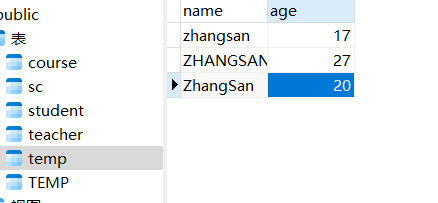 public
表
course
sc
student
teacher
temp
TEMP
name age
zhangsan 17
ZHANGSAN 27
ZhangSan 20